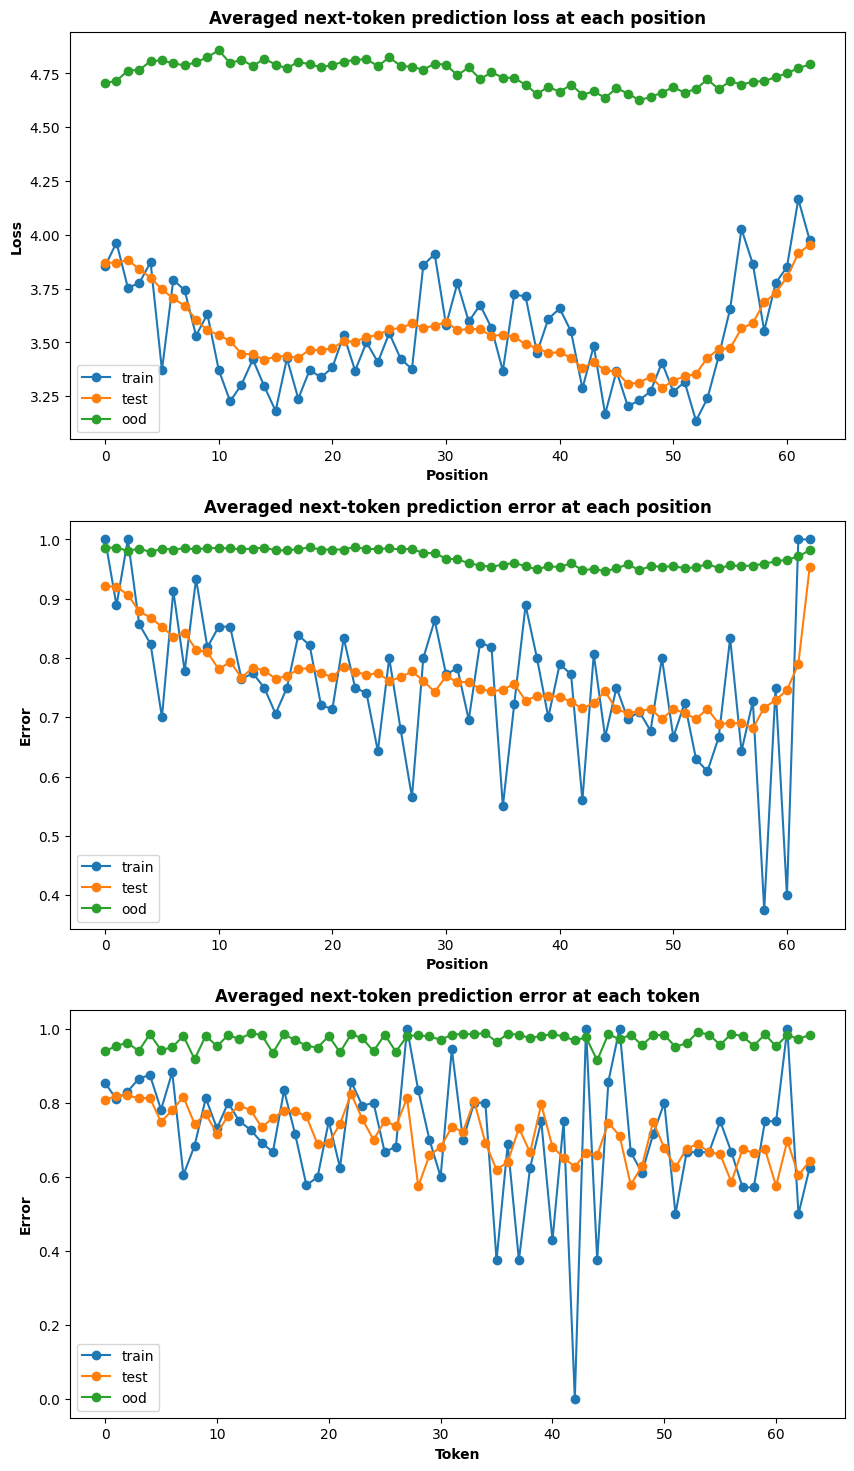 Averaged next-token prediction loss at each position
4.75
4.50
4.25
4.00
3.75
3.50
3.25
Loss
train
test
ood
0 10 20 30 40 50 60
Position
Averaged next-token prediction error at each position
1.0
0.9
0.8
0.7
0.6
0.5
0.4
Error
train
test
ood
0 10 20 30 40 50 60
Position
Averaged next-token prediction error at each token
1.0
0.8
0.6
0.4
0.2
0.0
Error
train
test
ood
0 10 20 30 40 50 60
Token